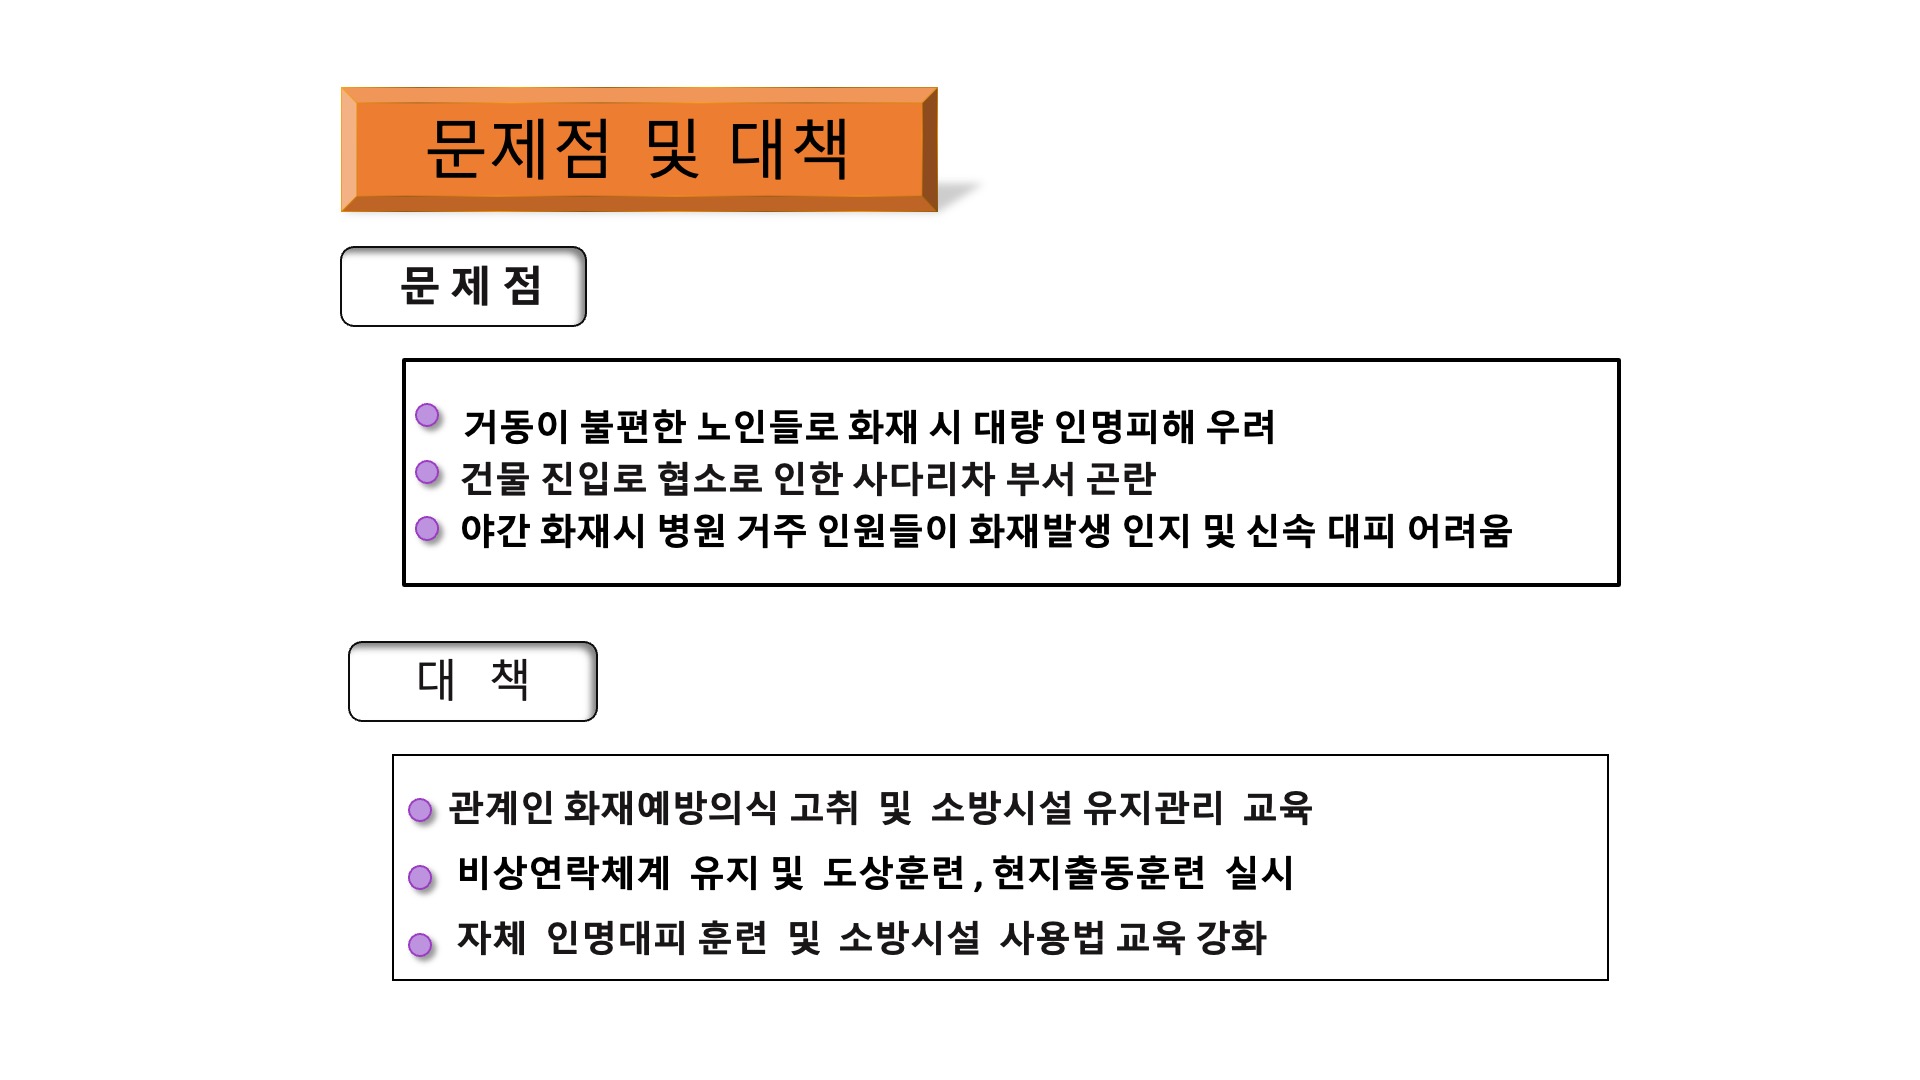 문제점 및 대책
문 제 점
거동이 불편한 노인들로 화재 시 대량 인명피해 우려
건물 진입로 협소로 인한 사다리차 부서 곤란
야간 화재시 병원 거주 인원들이 화재발생 인지 및 신속 대피 어려움
대 책
관계인 화재예방의식 고취 및 소방시설 유지관리 교육
비상연락체계 유지 및 도상훈련, 현지출동훈련 실시
자체 인명대피 훈련 및 소방시설 사용법 교육 강화